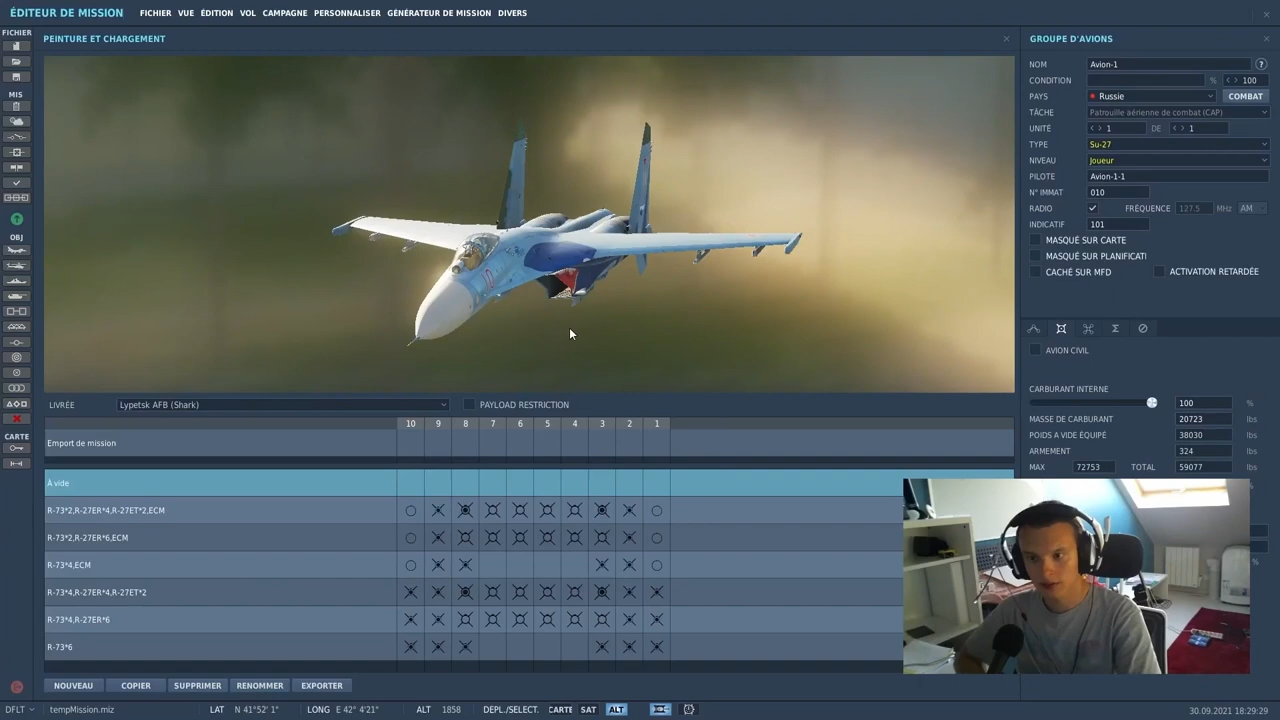 ÉDITEUR DE MISSION FICHIER VUE ÉDITION VOL CAMPAGNE PERSONNALISER GÉNÉRATEUR DE MISSION DIVERS
FICHIER
MIS
OBJ
CARTE
PEINTURE ET CHARGEMENT
LIVRÉE Lypetsk AFB (Shark) PAYLOAD RESTRICTION
10 9 8 7 6 5 4 3 2 1
Emport de mission
À vide
R-73*2,R-27ER*4,R-27ET*2,ECM
R-73*2,R-27ER*6,ECM
R-73*4,ECM
R-73*4,R-27ER*4,R-27ET*2
R-73*4,R-27ER*6
R-73*6
NOUVEAU COPIER SUPPRIMER RENOMMER EXPORTER
GROUPE D'AVIONS
NOM Avion-1 ?
CONDITION % < > 100
PAYS Russie COMBAT
TÂCHE Patrouille aérienne de combat (CAP)
UNITÉ < > 1 DE < > 1
TYPE Su-27
NIVEAU Joueur
PILOTE Avion-1-1
N° IMMAT 010
RADIO FRÉQUENCE 127.5 MHz AM
INDICATIF 101
MASQUÉ SUR CARTE
MASQUÉ SUR PLANIFICATI
CACHÉ SUR MFD ACTIVATION RETARDÉE
AVION CIVIL
CARBURANT INTERNE
100 %
MASSE DE CARBURANT 20723 lbs
POIDS A VIDE ÉQUIPÉ 38030 lbs
ARMEMENT 324 lbs
MAX 72753 TOTAL 59077 lbs
%
DFLT tempMission.miz LAT N 41°52' 1" LONG E 42° 4'21" ALT 1858 DEPL./SELECT. CARTE SAT ALT 30.09.2021 18:29:29